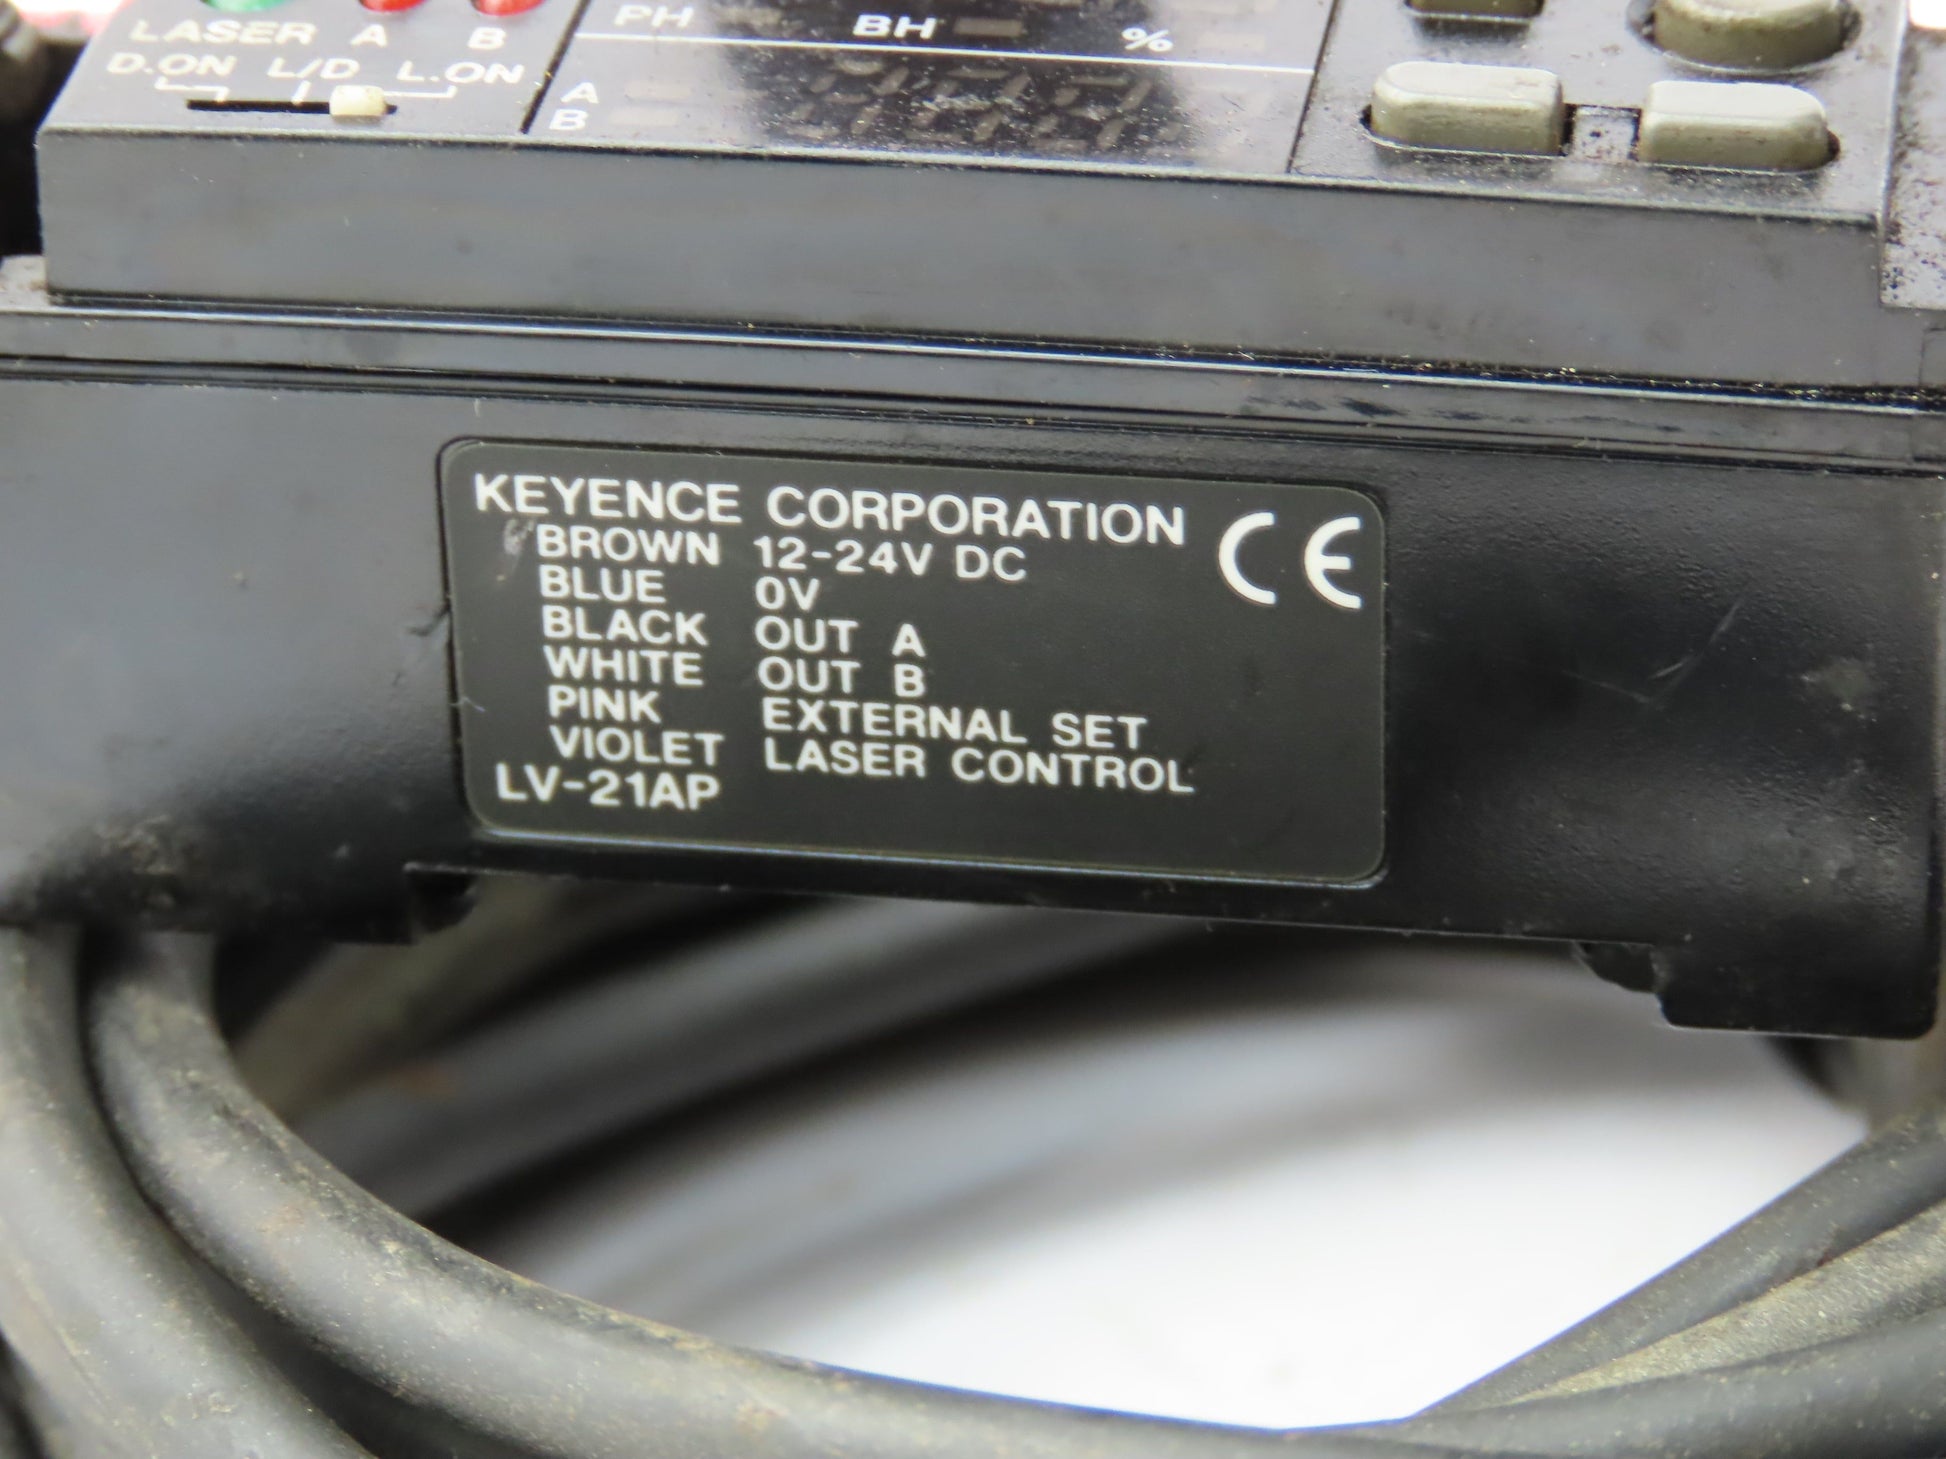 LASER A B
D.ON L/D L.ON
PH BH %
A
B
KEYENCE CORPORATION CE
BROWN 12-24V DC
BLUE 0V
BLACK OUT A
WHITE OUT B
PINK EXTERNAL SET
VIOLET LASER CONTROL
LV-21AP